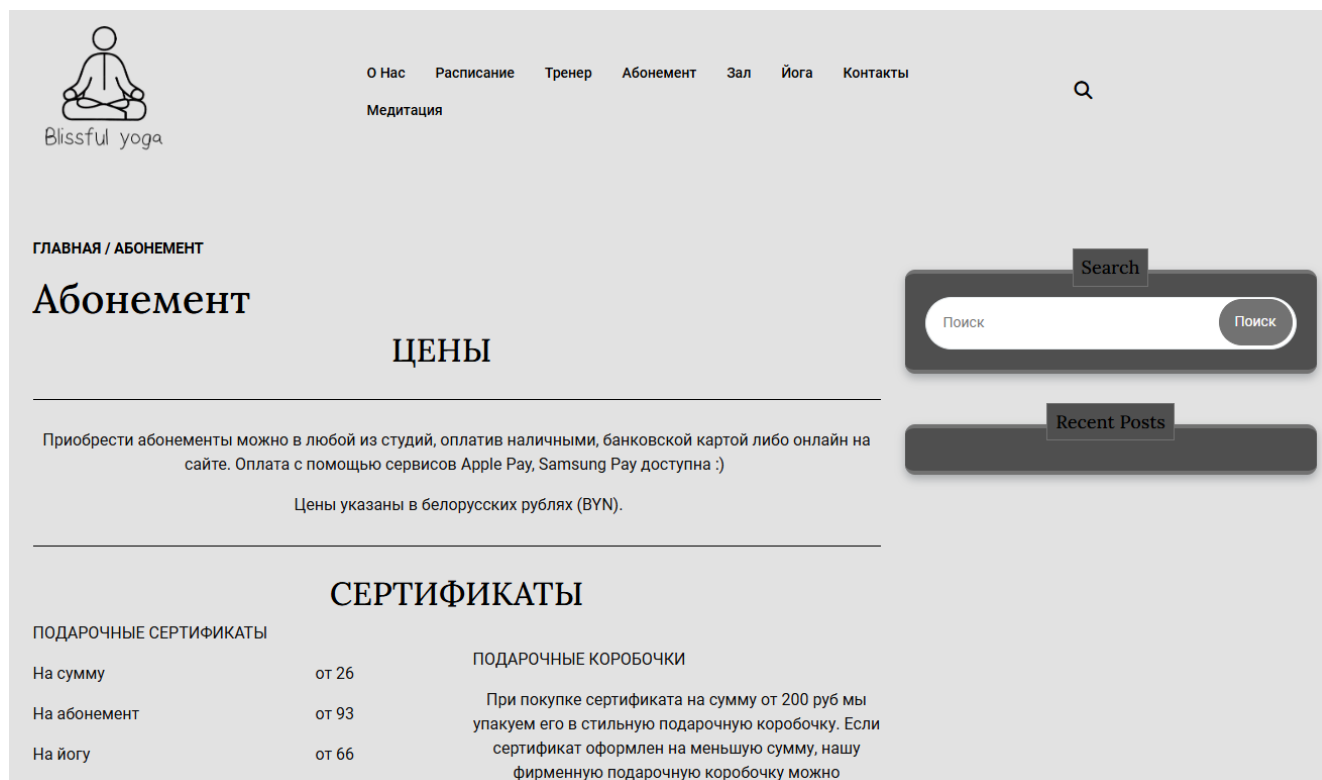 Blissful yoga
О Нас Расписание Тренер Абонемент Зал Йога Контакты
Медитация
ГЛАВНАЯ / АБОНЕМЕНТ
Абонемент
ЦЕНЫ
Приобрести абонементы можно в любой из студий, оплатив наличными, банковской картой либо онлайн на
сайте. Оплата с помощью сервисов Apple Pay, Samsung Pay доступна :)
Цены указаны в белорусских рублях (BYN).
СЕРТИФИКАТЫ
ПОДАРОЧНЫЕ СЕРТИФИКАТЫ
На сумму от 26
На абонемент от 93
На йогу от 66
ПОДАРОЧНЫЕ КОРОБОЧКИ
При покупке сертификата на сумму от 200 руб мы
упакуем его в стильную подарочную коробочку. Если
сертификат оформлен на меньшую сумму, нашу
фирменную подарочную коробочку можно
Search
Поиск Поиск
Recent Posts